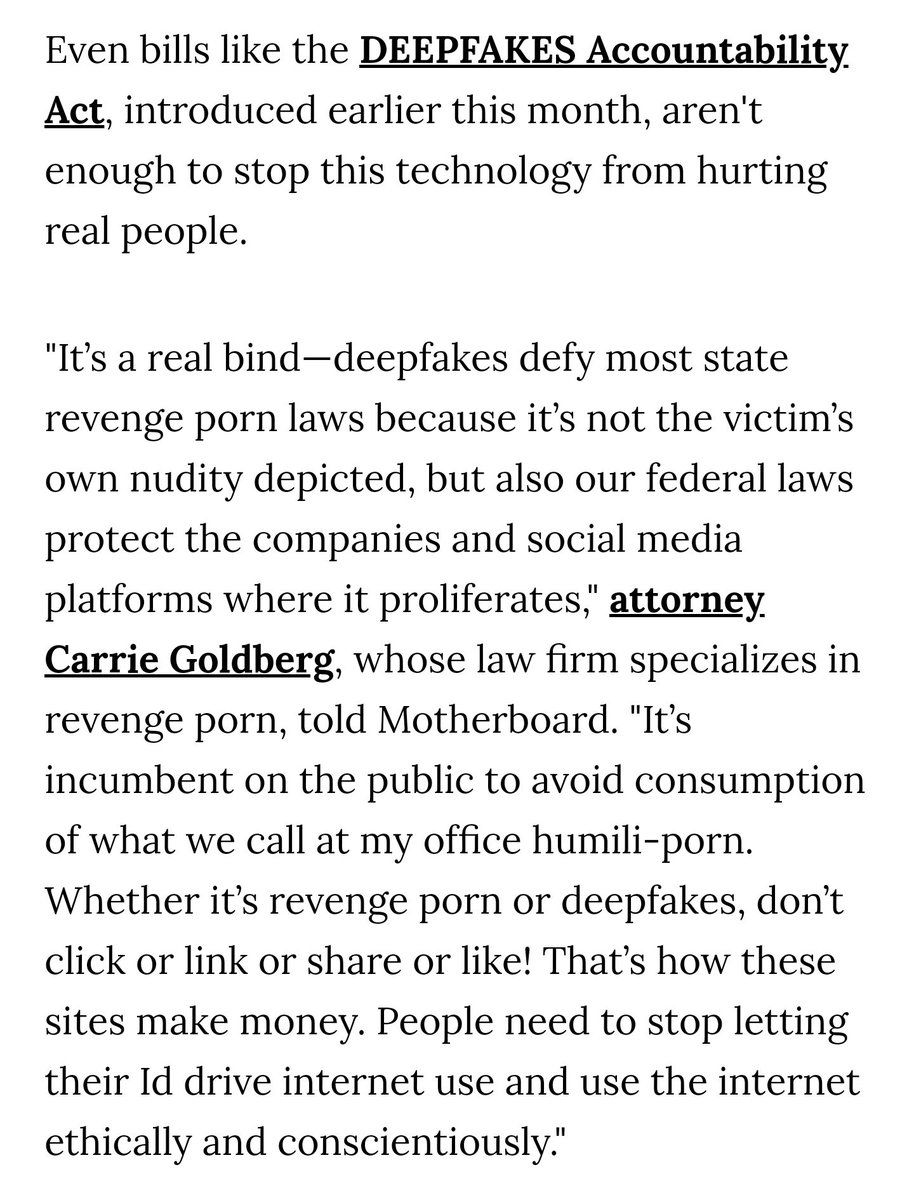 Even bills like the DEEPFAKES Accountability
Act, introduced earlier this month, aren't
enough to stop this technology from hurting
real people.
"It’s a real bind—deepfakes defy most state
revenge porn laws because it’s not the victim’s
own nudity depicted, but also our federal laws
protect the companies and social media
platforms where it proliferates," attorney
Carrie Goldberg, whose law firm specializes in
revenge porn, told Motherboard. "It’s
incumbent on the public to avoid consumption
of what we call at my office humili-porn.
Whether it’s revenge porn or deepfakes, don’t
click or link or share or like! That’s how these
sites make money. People need to stop letting
their Id drive internet use and use the internet
ethically and conscientiously."